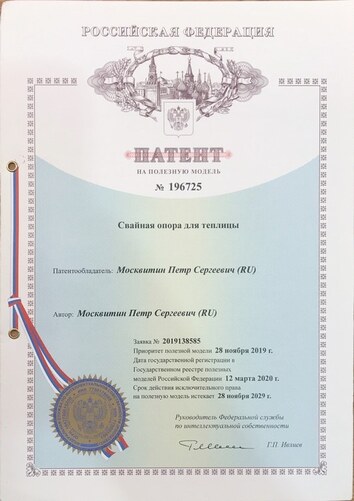 РОССИЙСКАЯ ФЕДЕРАЦИЯ
ПАТЕНТ
НА ПОЛЕЗНУЮ МОДЕЛЬ
№ 196725
Свайная опора для теплицы
Патентообладатель: Москвитин Петр Сергеевич (RU)
Автор: Москвитин Петр Сергеевич (RU)
Заявка № 2019138585
Приоритет полезной модели 28 ноября 2019 г.
Дата государственной регистрации в
Государственном реестре полезных
моделей Российской Федерации 12 марта 2020 г.
Срок действия исключительного права
на полезную модель истекает 28 ноября 2029 г.
Руководитель Федеральной службы
по интеллектуальной собственности
Г.П. Ивлиев